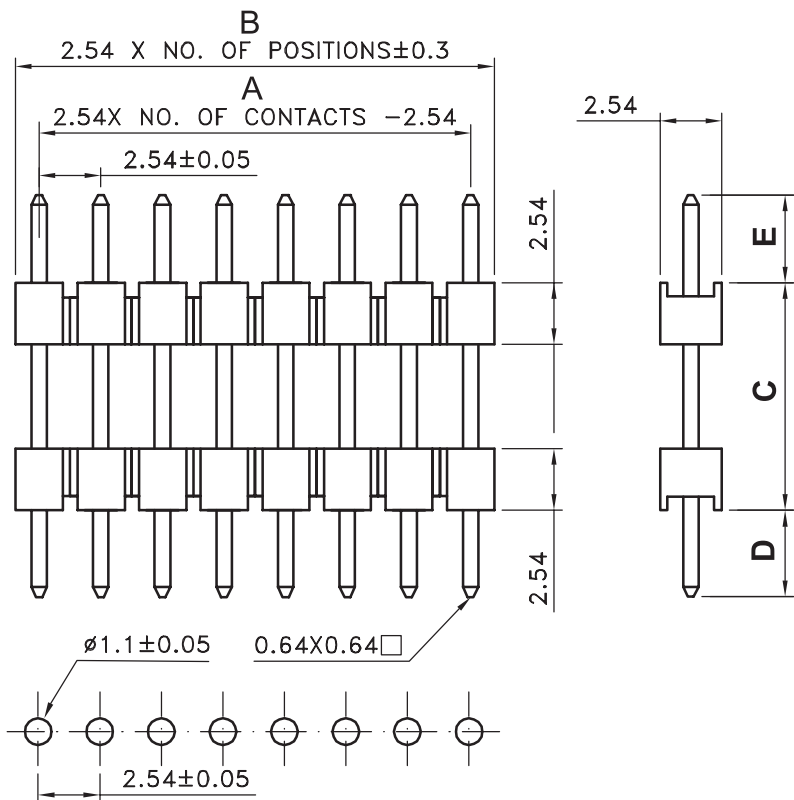 B
2.54 X NO. OF POSITIONS±0.3
A
2.54X NO. OF CONTACTS -2.54
2.54±0.05
2.54
2.54
E
C
2.54
D
ø1.1±0.05
0.64X0.64□
2.54±0.05